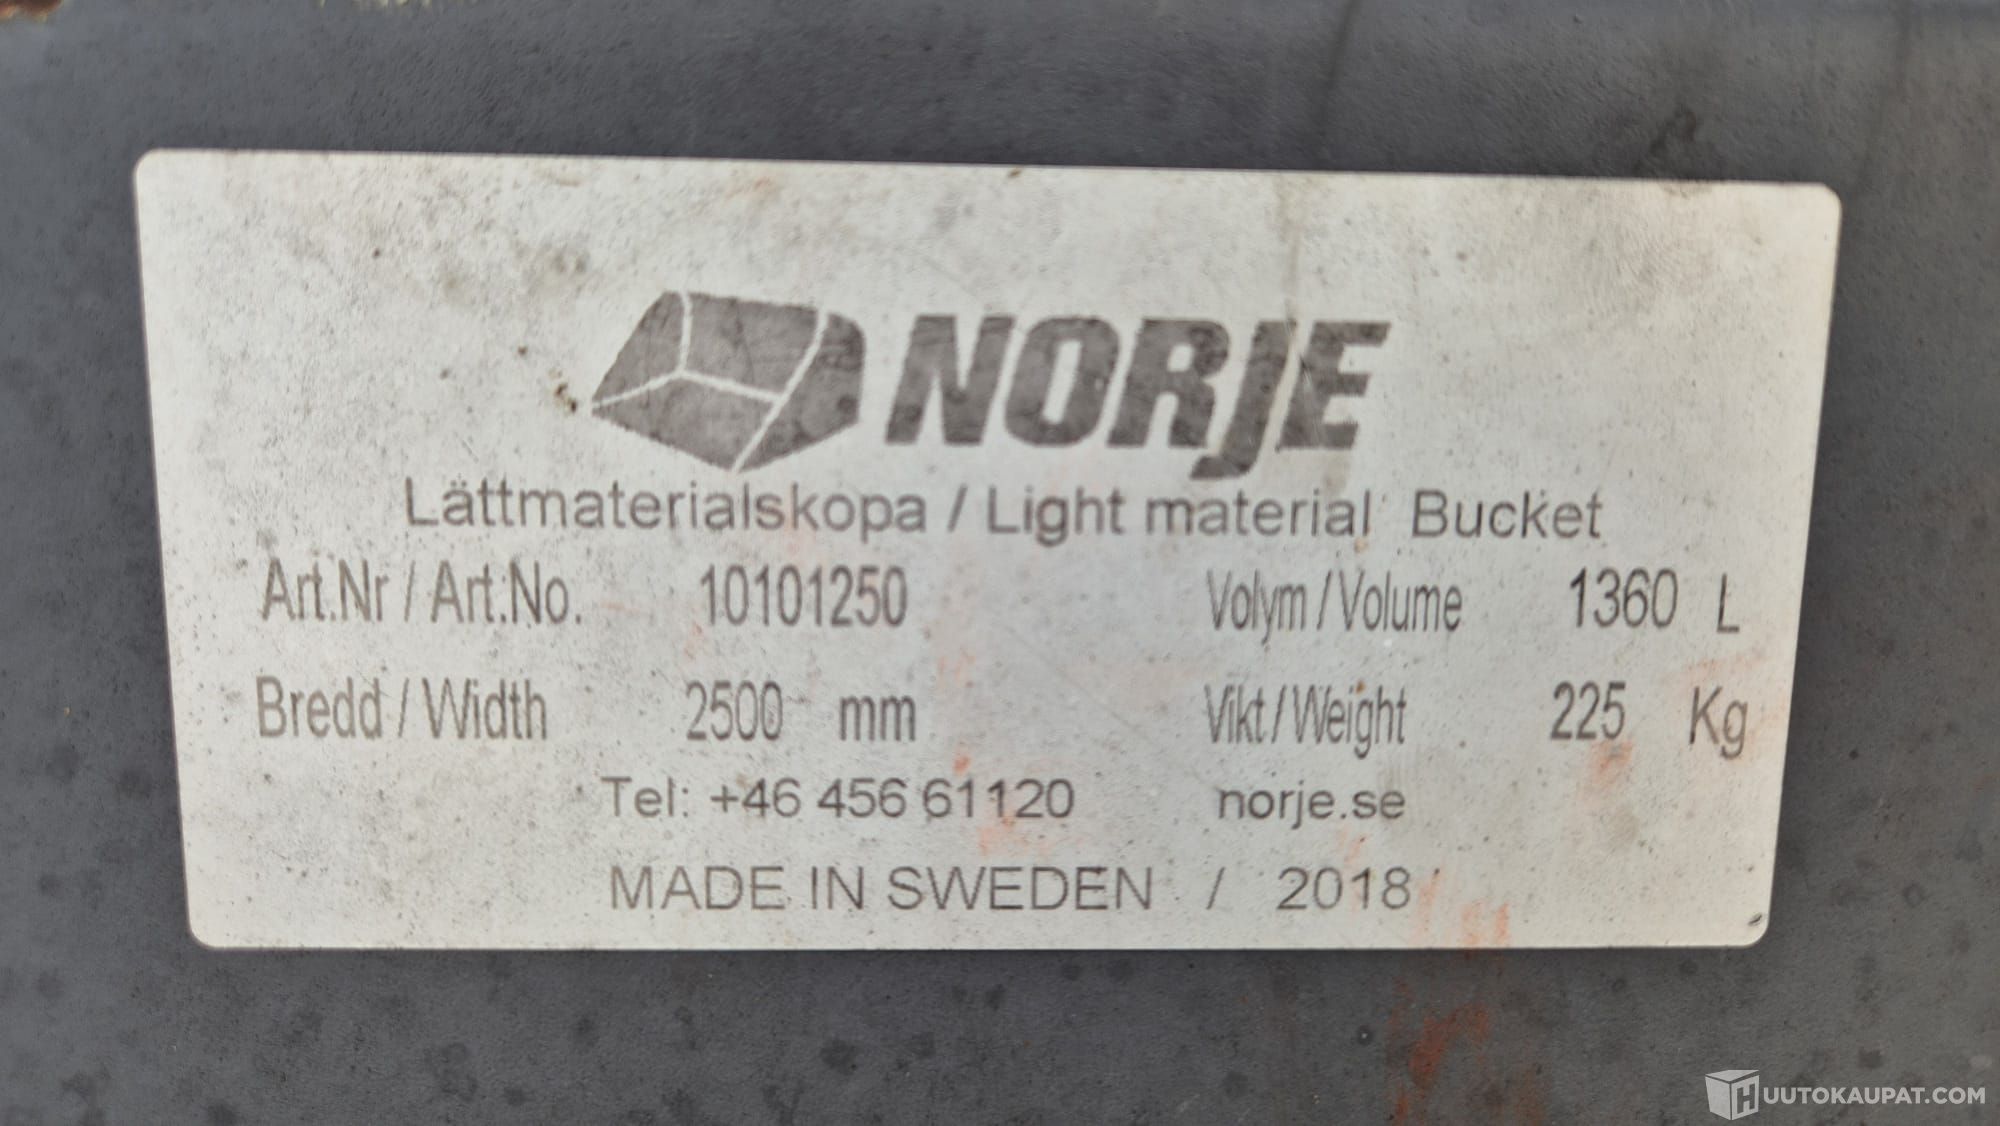 NORJE
Lättmaterialskopa / Light material Bucket
Art.Nr / Art.No. 10101250 Volym / Volume 1360 L
Bredd / Width 2500 mm Vikt / Weight 225 Kg
Tel: +46 456 61120 norje.se
MADE IN SWEDEN / 2018
HUUTOKAUPAT.COM